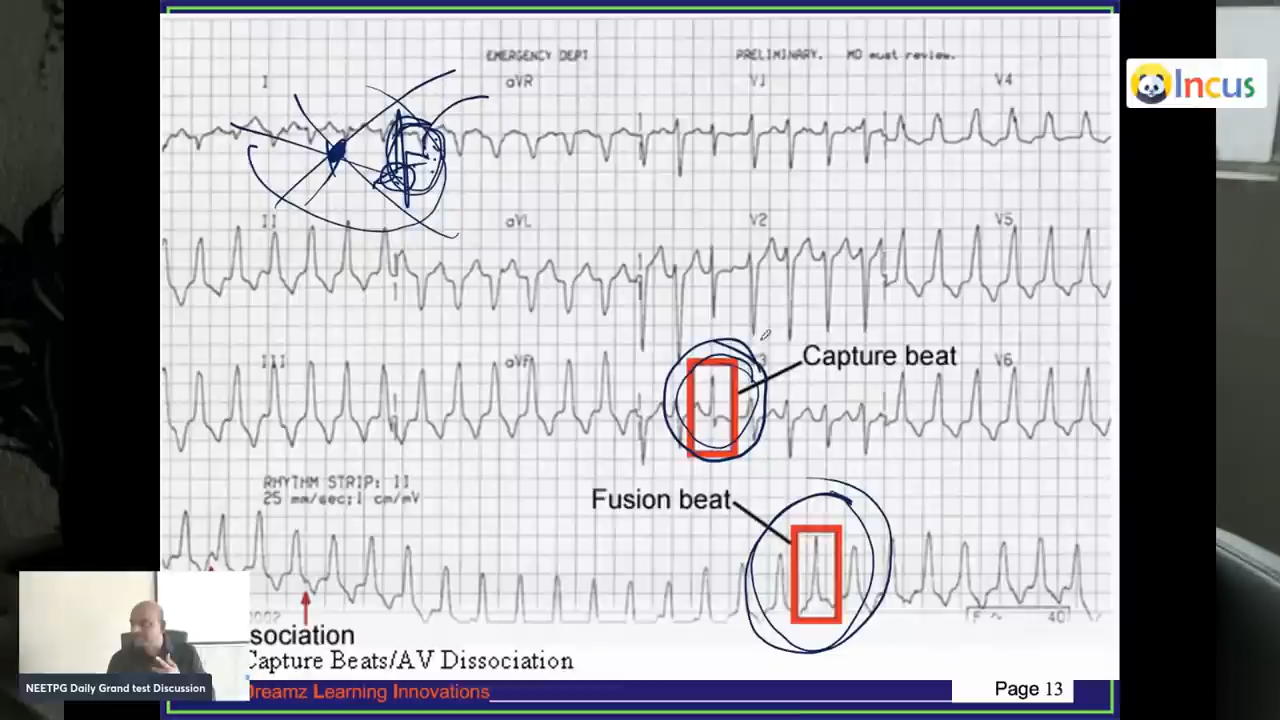 EMERGENCY DEPT
PRELIMINARY. MD must review.
I
aVR
V1
V4
Incus
II
aVL
V2
V5
Capture beat
III
aVF
V6
RHYTHM STRIP: II
25 mm/sec; 1 cm/mV
Fusion beat
sociation
Capture Beats/AV Dissociation
NEETPG Daily Grand test Discussion
Dreamz Learning Innovations
Page 13